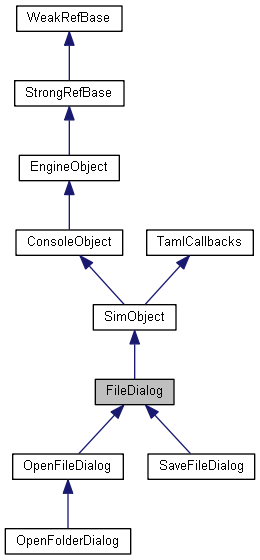 WeakRefBase
StrongRefBase
EngineObject
ConsoleObject
TamlCallbacks
SimObject
FileDialog
OpenFileDialog
SaveFileDialog
OpenFolderDialog